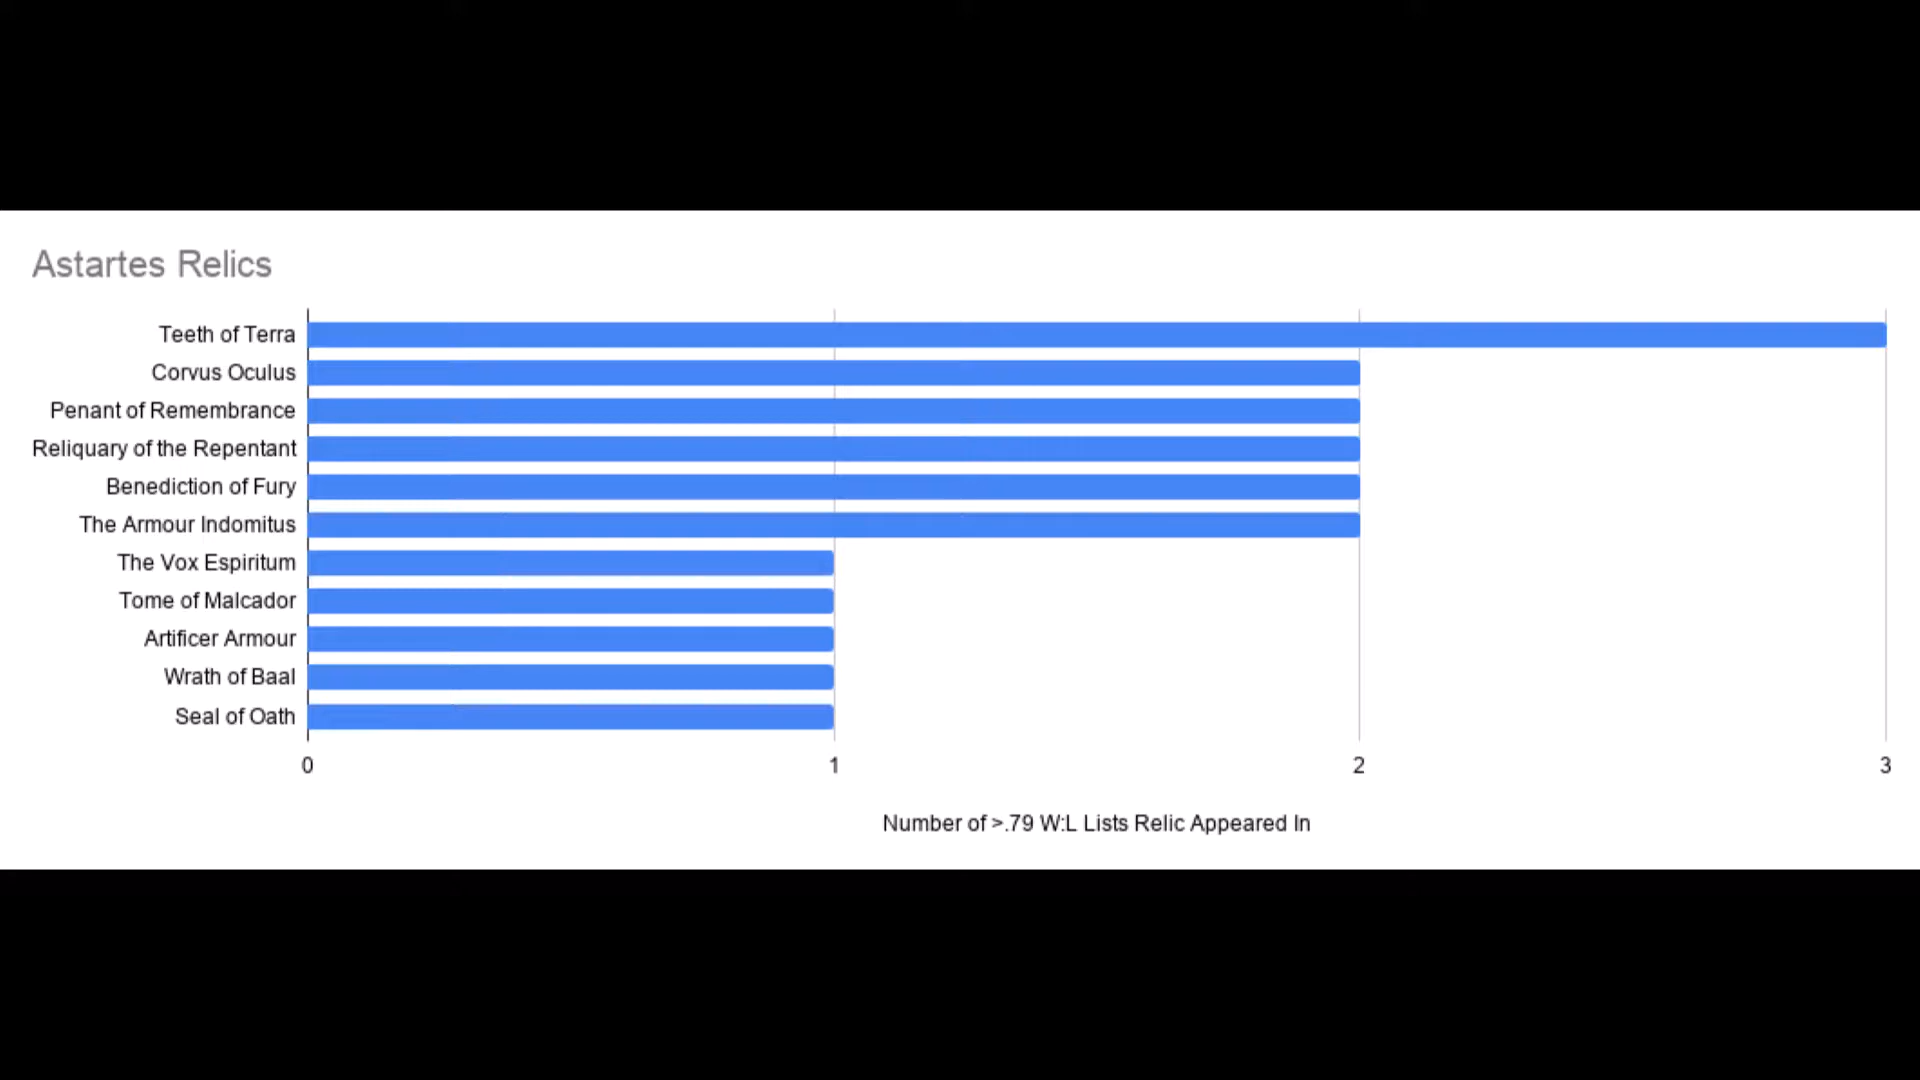 Astartes Relics
Teeth of Terra
Corvus Oculus
Penant of Remembrance
Reliquary of the Repentant
Benediction of Fury
The Armour Indomitus
The Vox Espiritum
Tome of Malcador
Artificer Armour
Wrath of Baal
Seal of Oath
0 1 2 3
Number of >.79 W:L Lists Relic Appeared In